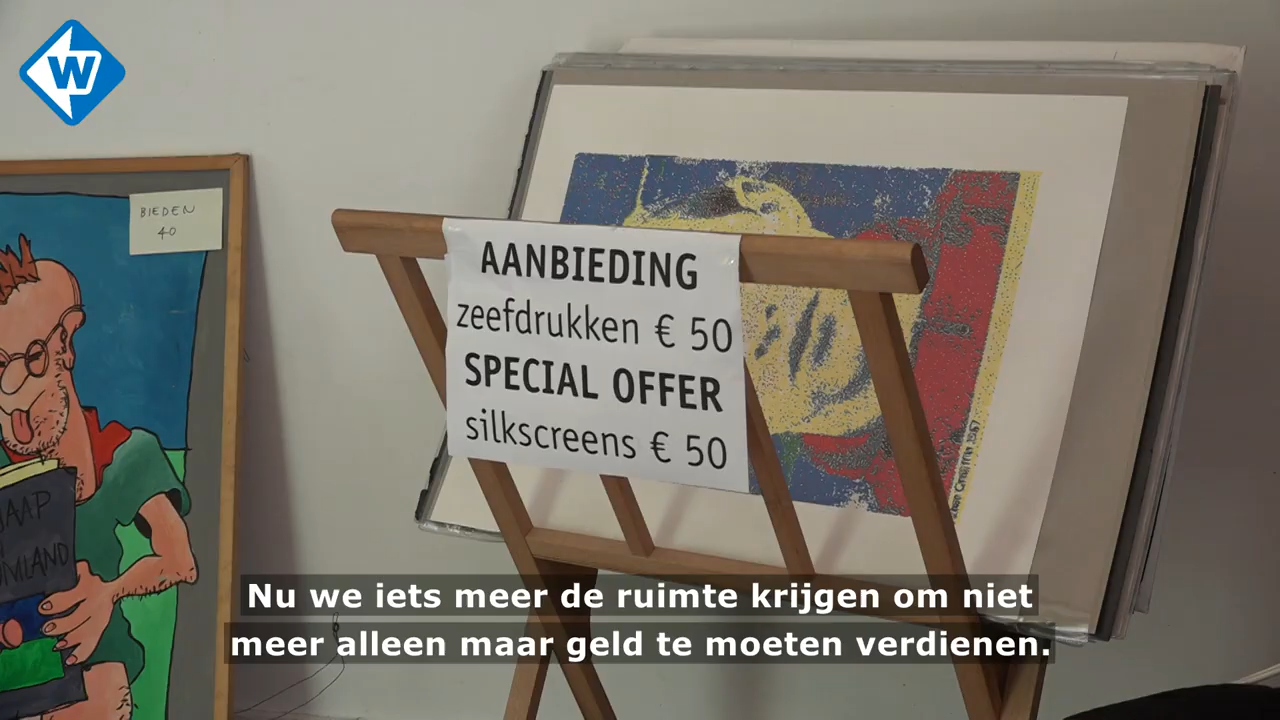 W
BIEDEN
40
AANBIEDING
zeefdrukken € 50
SPECIAL OFFER
silkscreens € 50
JAAP
Nu we iets meer de ruimte krijgen om niet
meer alleen maar geld te moeten verdienen.